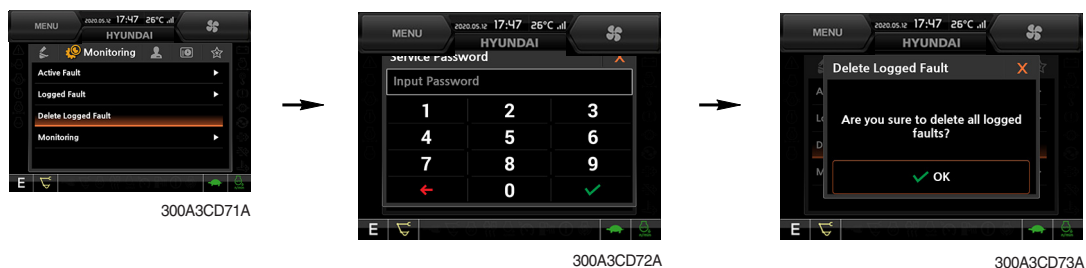 MENU
2020.05.12 17:47 26°C
HYUNDAI
Monitoring
Active Fault
Logged Fault
Delete Logged Fault
Monitoring
E
300A3CD71A
MENU
2020.05.12 17:47 26°C
HYUNDAI
Service Password X
Input Password
1 2 3
4 5 6
7 8 9
0
E
300A3CD72A
MENU
2020.05.12 17:47 26°C
HYUNDAI
Delete Logged Fault X
A
Lo
D
M
Are you sure to delete all logged
faults?
OK
E
300A3CD73A